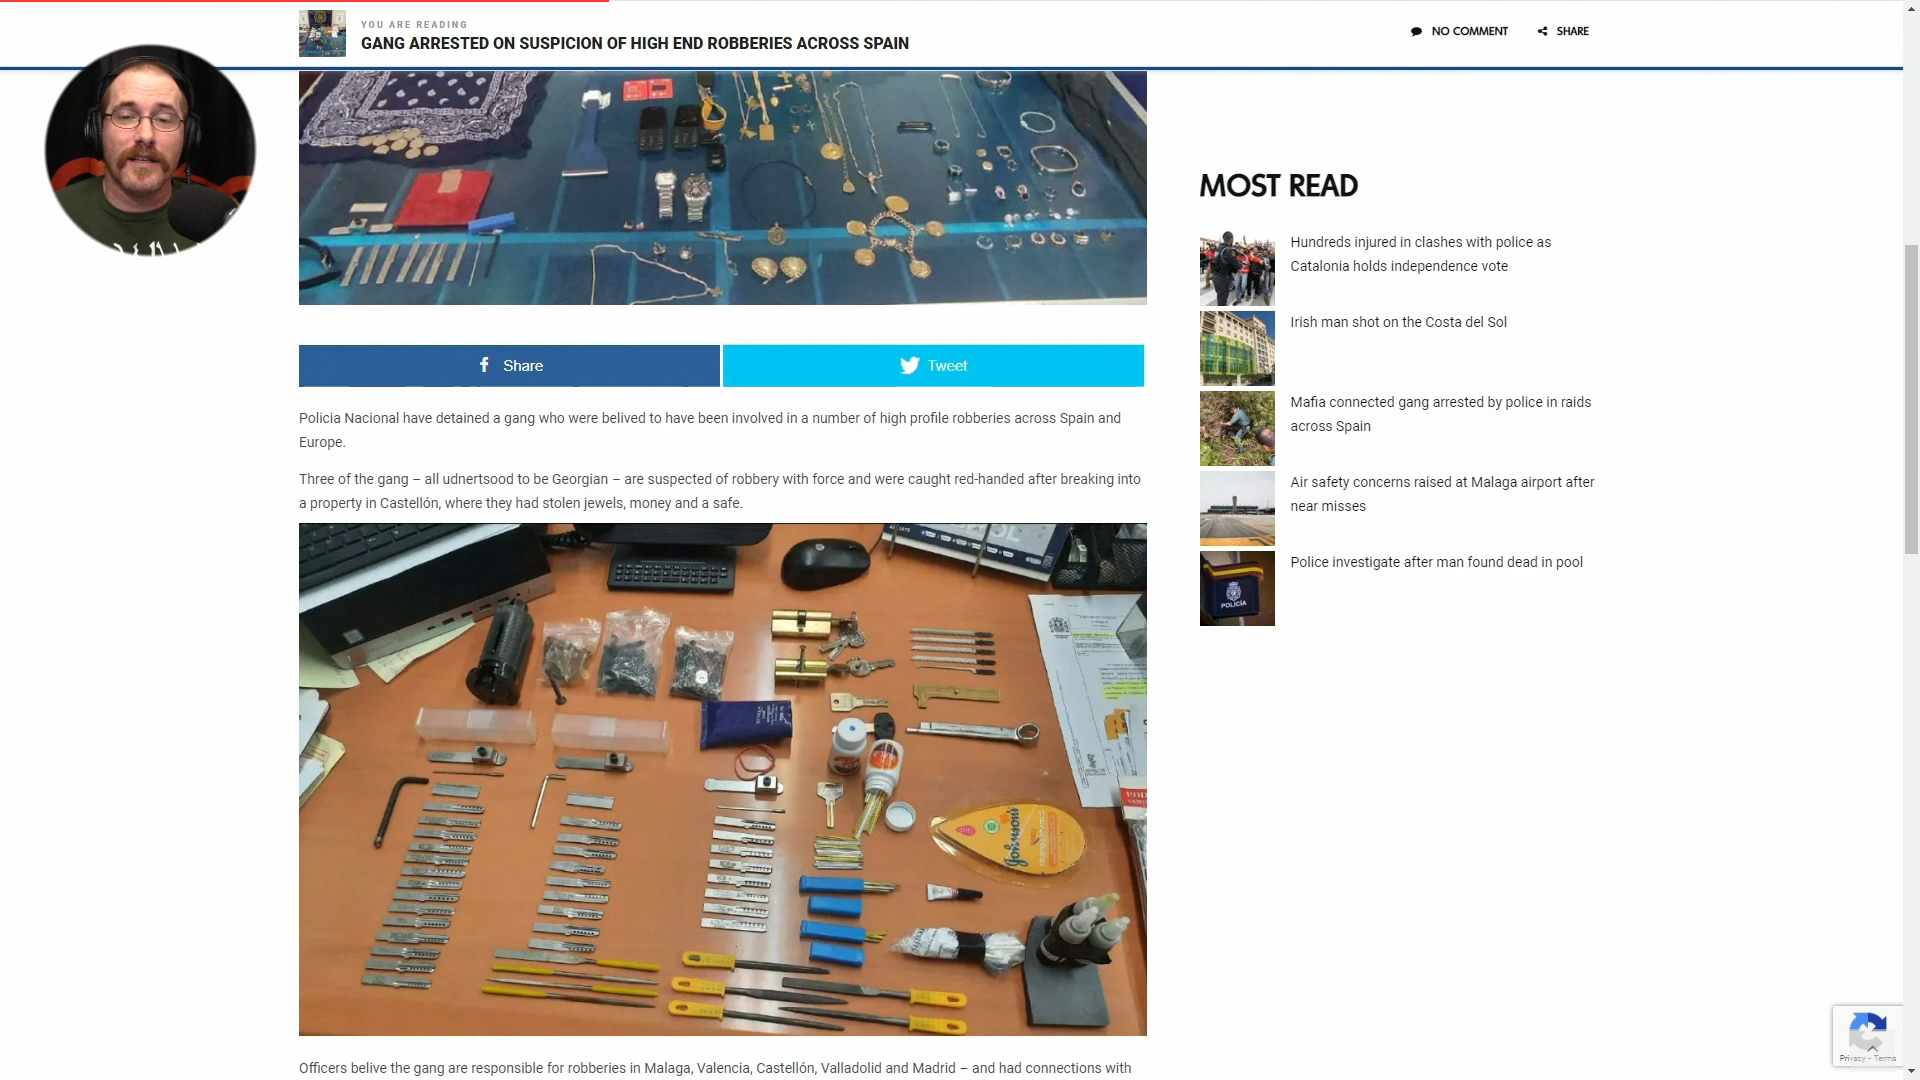 YOU ARE READING
GANG ARRESTED ON SUSPICION OF HIGH END ROBBERIES ACROSS SPAIN
NO COMMENT
SHARE
Share
Tweet
Policia Nacional have detained a gang who were belived to have been involved in a number of high profile robberies across Spain and
Europe.
Three of the gang – all udnertsood to be Georgian – are suspected of robbery with force and were caught red-handed after breaking into
a property in Castellón, where they had stolen jewels, money and a safe.
Johnson's
Officers belive the gang are responsible for robberies in Malaga, Valencia, Castellón, Valladolid and Madrid – and had connections with
MOST READ
Hundreds injured in clashes with police as
Catalonia holds independence vote
Irish man shot on the Costa del Sol
Mafia connected gang arrested by police in raids
across Spain
Air safety concerns raised at Malaga airport after
near misses
Police investigate after man found dead in pool
POLICÍA
Privacy - Terms